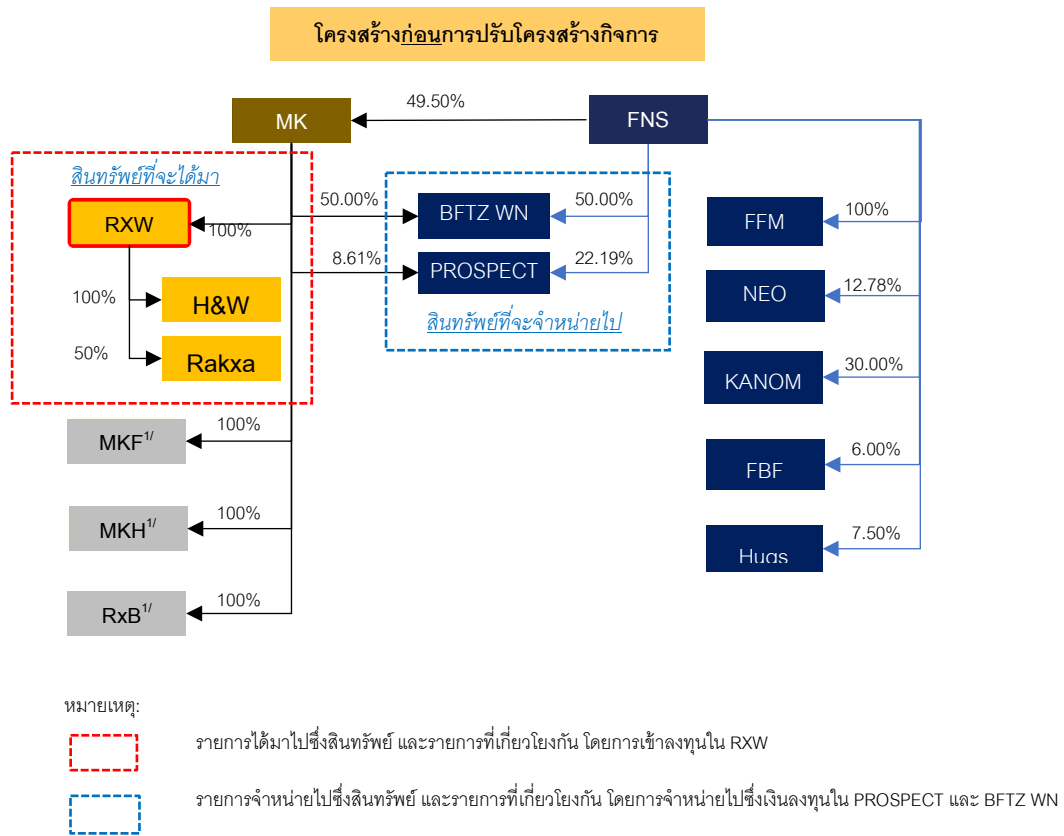 โครงสร้างก่อนการปรับโครงสร้างกิจการ
49.50%
MK
FNS
สินทรัพย์ที่จะได้มา
RXW
100%
50.00%
BFTZ WN
50.00%
8.61%
PROSPECT
22.19%
สินทรัพย์ที่จะจำหน่ายไป
100%
H&W
50%
Rakxa
FFM
100%
NEO
12.78%
KANOM
30.00%
FBF
6.00%
Hugs
7.50%
MKF1/
100%
MKH1/
100%
RxB1/
100%
หมายเหตุ:
รายการได้มาไปซึ่งสินทรัพย์ และรายการที่เกี่ยวโยงกัน โดยการเข้าลงทุนใน RXW
รายการจำหน่ายไปซึ่งสินทรัพย์ และรายการที่เกี่ยวโยงกัน โดยการจำหน่ายไปซึ่งเงินลงทุนใน PROSPECT และ BFTZ WN